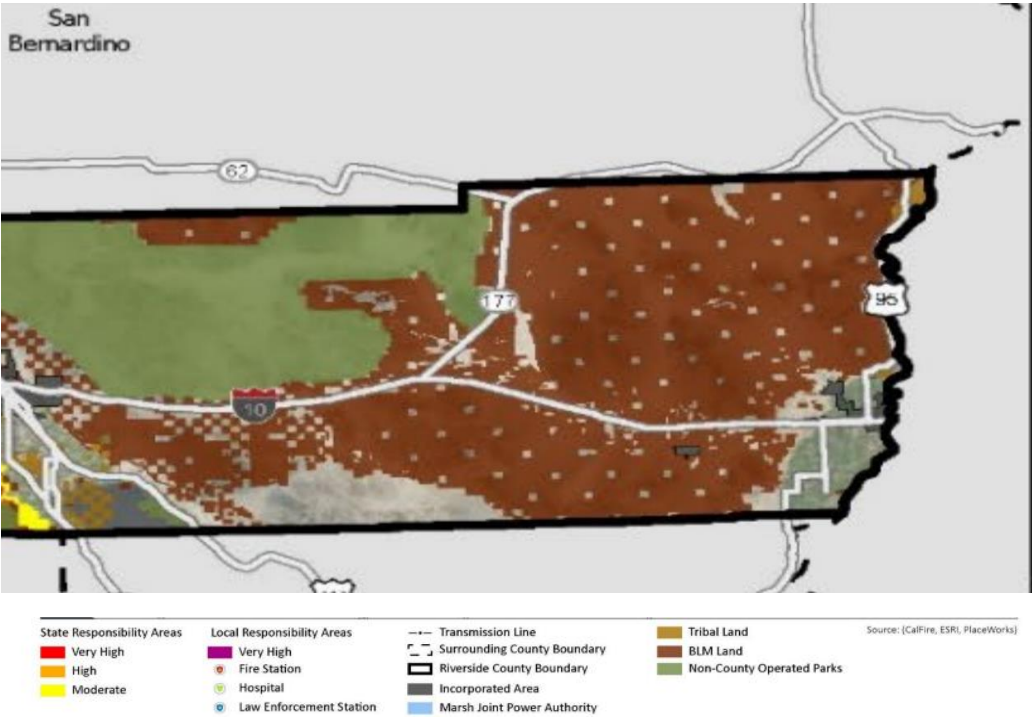 San
Bernardino
62
177
95
10
State Responsibility Areas
Very High
High
Moderate
Local Responsibility Areas
Very High
Fire Station
Hospital
Law Enforcement Station
Transmission Line
Surrounding County Boundary
Riverside County Boundary
Incorporated Area
Marsh Joint Power Authority
Tribal Land
BLM Land
Non-County Operated Parks
Source: (CalFire, ESRI, PlaceWorks)